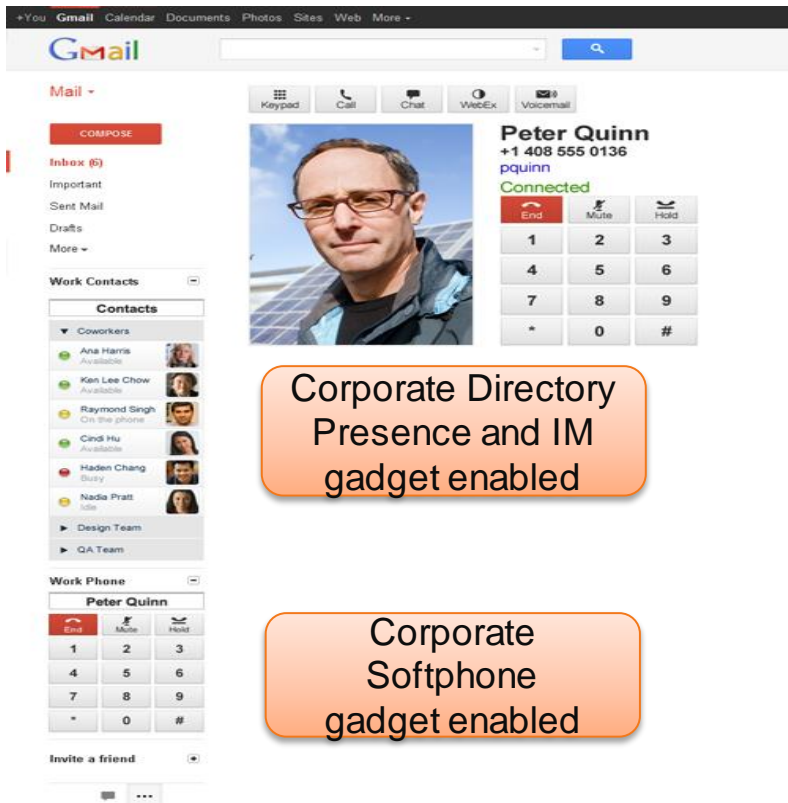 +You Gmail Calendar Documents Photos Sites Web More
Gmail
Mail
COMPOSE
Inbox (6)
Important
Sent Mail
Drafts
More
Keypad Call Chat WebEx Voicemail
Peter Quinn
+1 408 555 0136
pquinn
Connected
End Mute Hold
1 2 3
4 5 6
7 8 9
* 0 #
Work Contacts
Contacts
Coworkers
Ana Harris
Available
Ken Lee Chow
Available
Raymond Singh
On the phone
Cindi Hu
Available
Haden Chang
Busy
Nadia Pratt
Idle
Design Team
QA Team
Corporate Directory
Presence and IM
gadget enabled
Work Phone
Peter Quinn
End Mute Hold
1 2 3
4 5 6
7 8 9
* 0 #
Corporate
Softphone
gadget enabled
Invite a friend